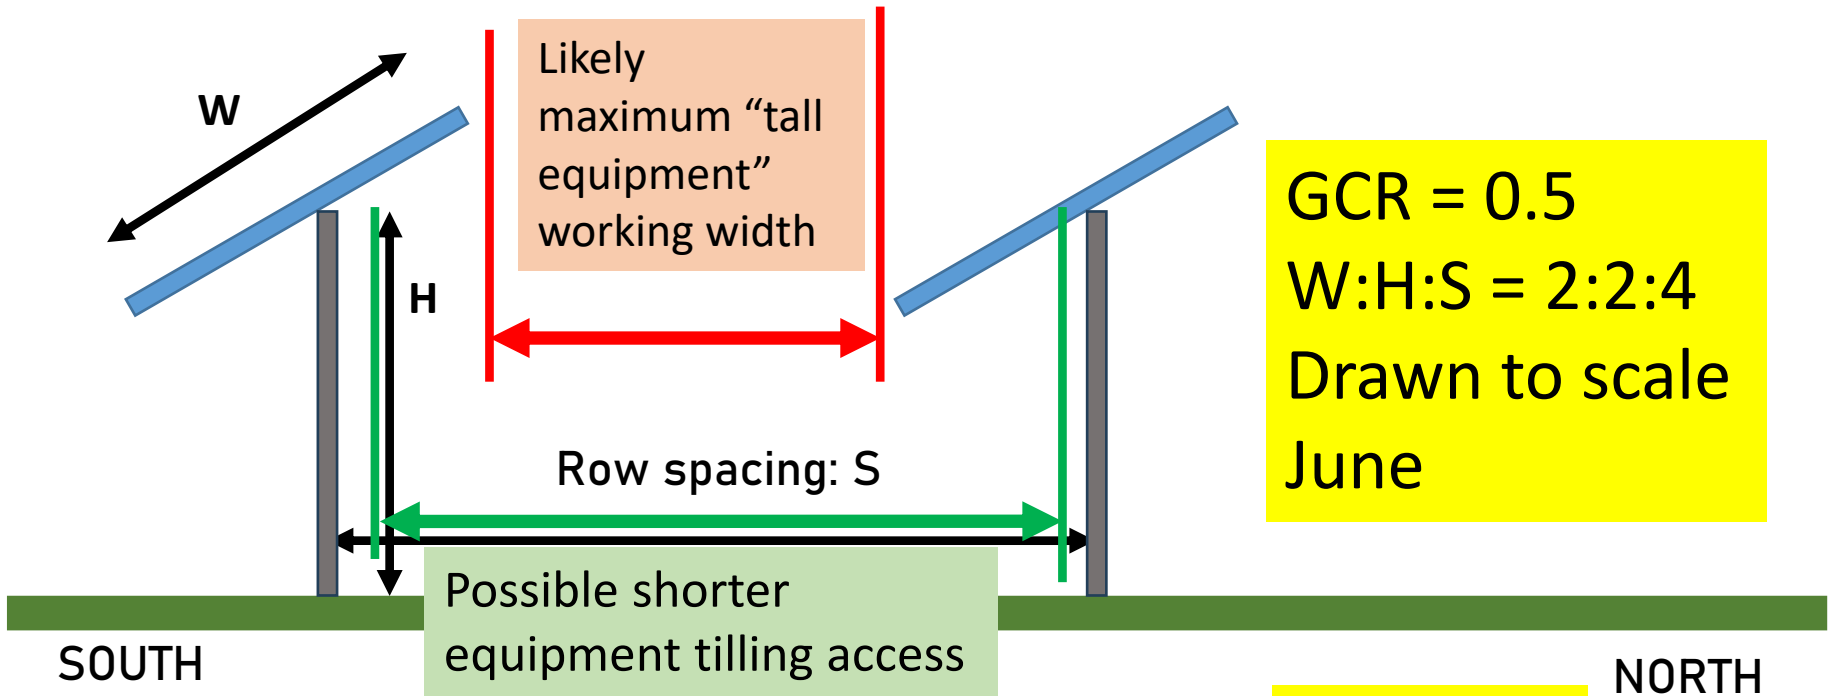 W
Likely
maximum “tall
equipment”
working width
H
GCR = 0.5
W:H:S = 2:2:4
Drawn to scale
June
Row spacing: S
Possible shorter
equipment tilling access
SOUTH
NORTH